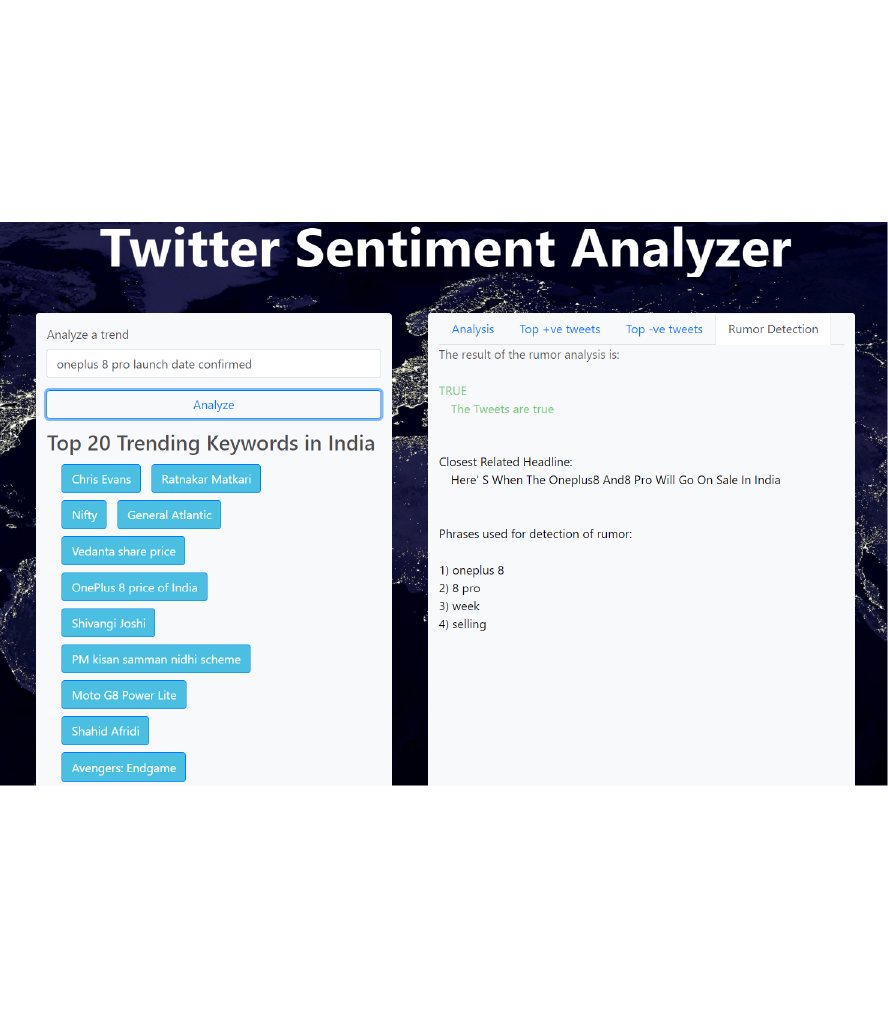 Twitter Sentiment Analyzer
Analyze a trend
oneplus 8 pro launch date confirmed
Analyze
Top 20 Trending Keywords in India
Chris Evans Ratnakar Matkari
Nifty General Atlantic
Vedanta share price
OnePlus 8 price of India
Shivangi Joshi
PM kisan samman nidhi scheme
Moto G8 Power Lite
Shahid Afridi
Avengers: Endgame
Analysis Top +ve tweets Top -ve tweets Rumor Detection
The result of the rumor analysis is:
TRUE
The Tweets are true
Closest Related Headline:
Here' S When The Oneplus8 And8 Pro Will Go On Sale In India
Phrases used for detection of rumor:
1) oneplus 8
2) 8 pro
3) week
4) selling